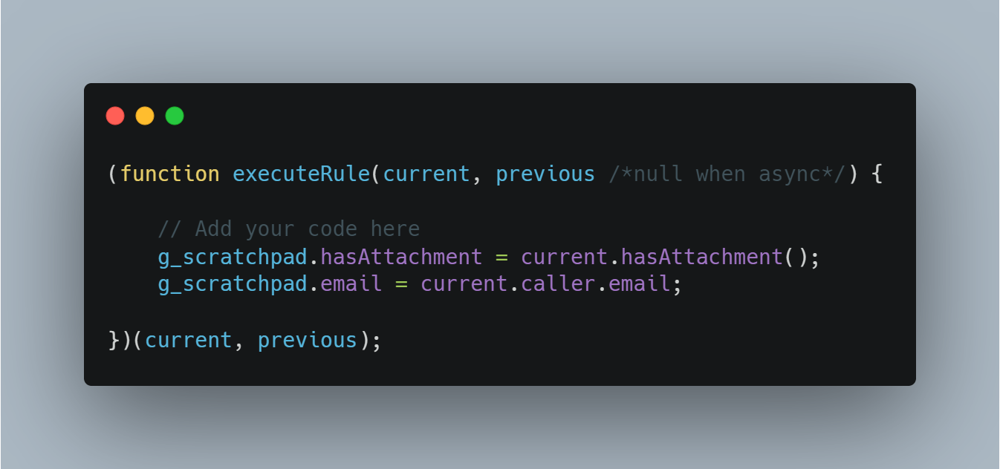 (function executeRule(current, previous /*null when async*/) {
// Add your code here
g_scratchpad.hasAttachment = current.hasAttachment();
g_scratchpad.email = current.caller.email;
})(current, previous);